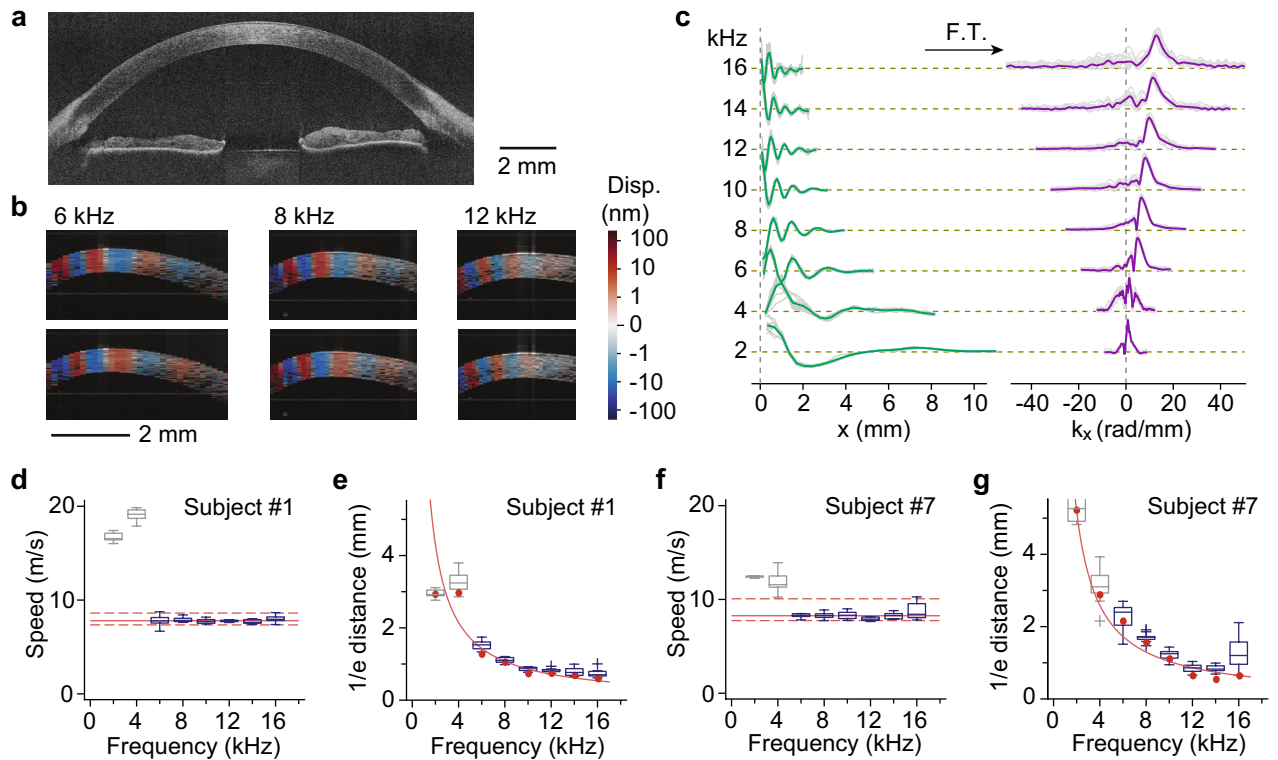 a
2 mm
b
6 kHz
8 kHz
12 kHz
Disp.
(nm)
100
10
1
0
-1
-10
-100
2 mm
c
kHz
F.T.
16
14
12
10
8
6
4
2
0 2 4 6 8 10
x (mm)
-40 -20 0 20 40
kx (rad/mm)
d
Subject #1
Speed (m/s)
20
10
0
0 4 8 12 16
Frequency (kHz)
e
Subject #1
1/e distance (mm)
4
2
0
0 4 8 12 16
Frequency (kHz)
f
Subject #7
Speed (m/s)
20
10
0
0 4 8 12 16
Frequency (kHz)
g
Subject #7
1/e distance (mm)
4
2
0
0 4 8 12 16
Frequency (kHz)